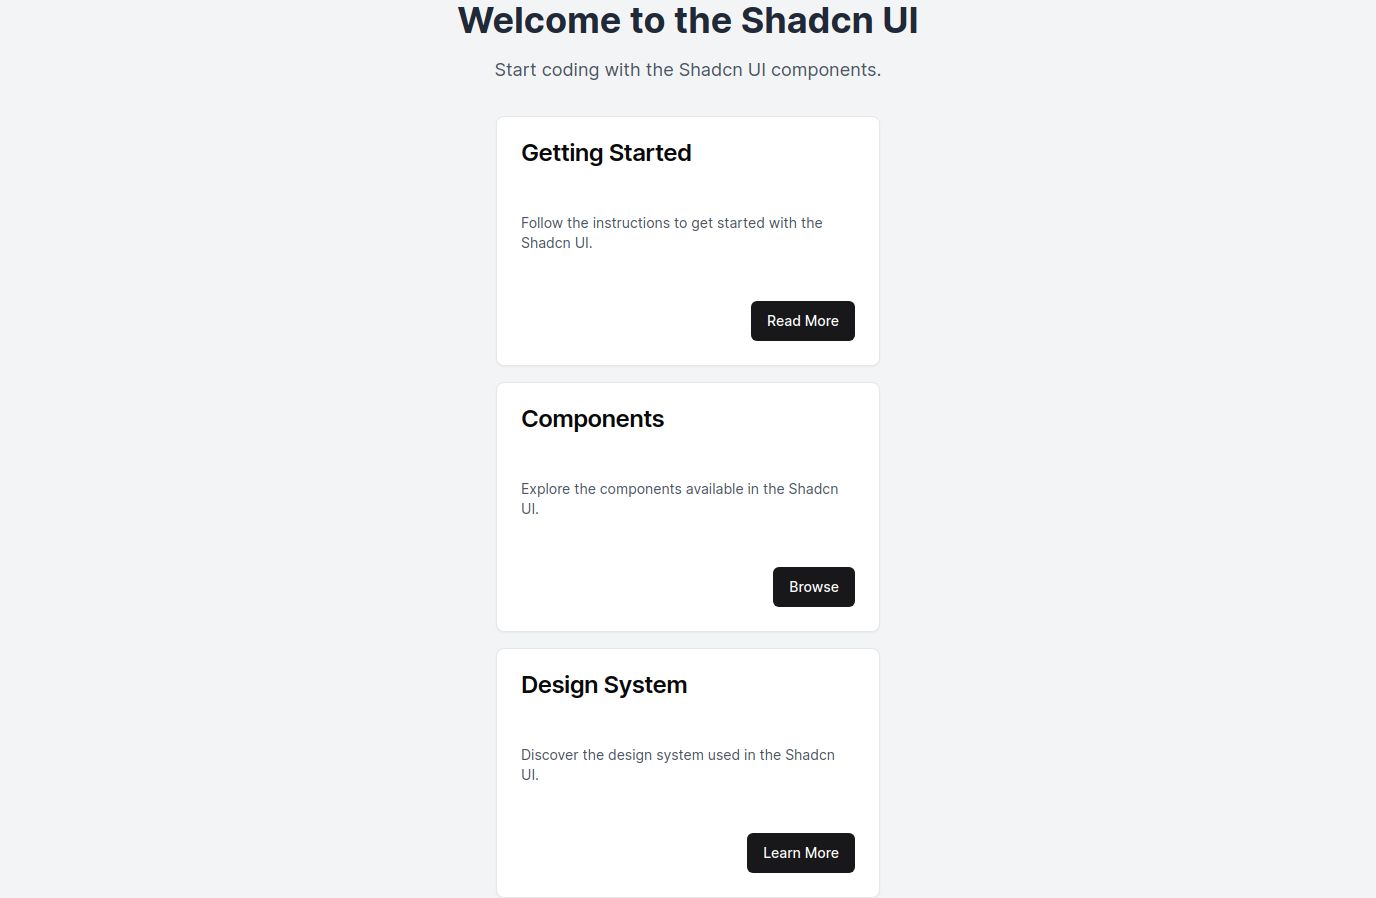 Welcome to the Shadcn UI
Start coding with the Shadcn UI components.
Getting Started
Follow the instructions to get started with the
Shadcn UI.
Read More
Components
Explore the components available in the Shadcn
UI.
Browse
Design System
Discover the design system used in the Shadcn
UI.
Learn More